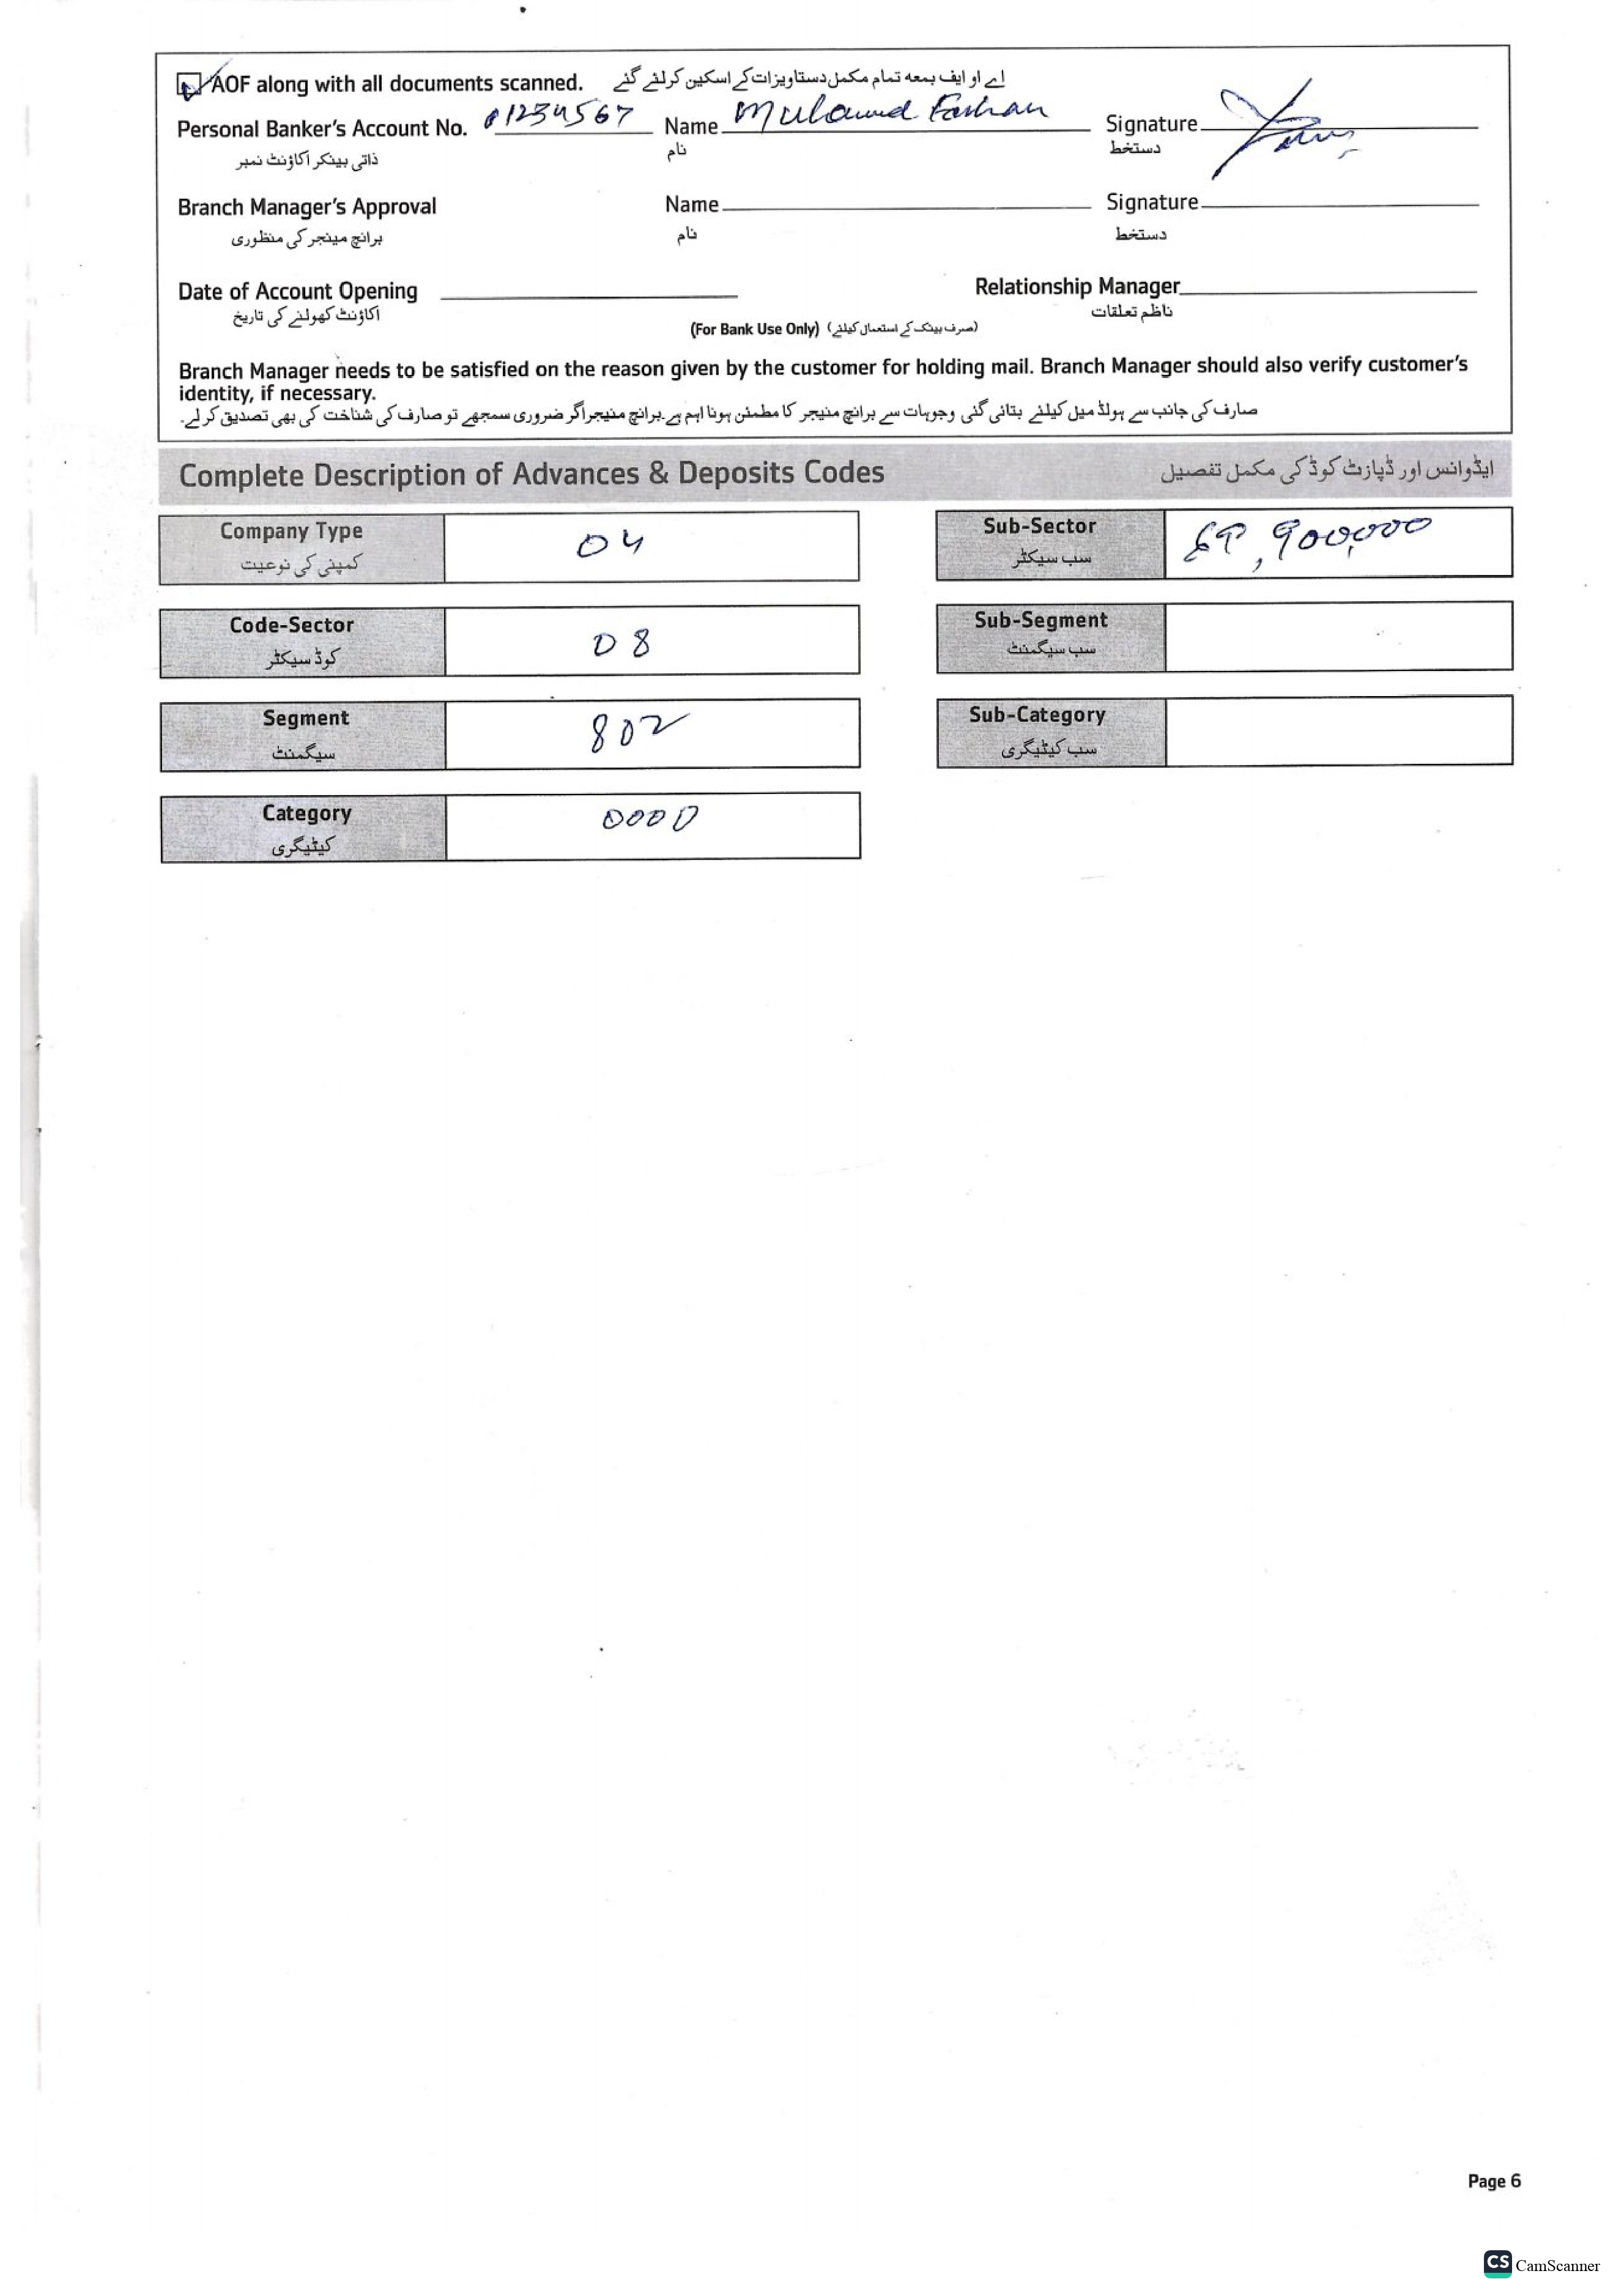 AOF along with all documents scanned. اے او ایف بمعہ تمام مکمل دستاویزات کے اسکین کرلئے گئے
Personal Banker's Account No. 01234567 Name Muhammad Farhan Signature
ذاتی بینکر اکاؤنٹ نمبر نام دستخط
Branch Manager's Approval Name Signature
برانچ مینجر کی منظوری نام دستخط
Date of Account Opening Relationship Manager
اکاؤنٹ کھولنے کی تاریخ ناظم تعلقات
(For Bank Use Only) (صرف بینک کے استعمال کیلئے)
Branch Manager needs to be satisfied on the reason given by the customer for holding mail. Branch Manager should also verify customer's
identity, if necessary.
صارف کی جانب سے ہولڈ میل کیلئے بتائی گئی وجوہات سے برانچ منیجر کا مطمئن ہونا اہم ہے۔ برانچ منیجر اگر ضروری سمجھے تو صارف کی شناخت کی بھی تصدیق کرلے۔
Complete Description of Advances & Deposits Codes ایڈوانس اور ڈپازٹ کوڈ کی مکمل تفصیل
Company Type 04 Sub-Sector 69,900,000
کمپنی کی نوعیت سب سیکٹر
Code-Sector 08 Sub-Segment
کوڈ سیکٹر سب سیگمنٹ
Segment 802 Sub-Category
سیگمنٹ سب کیٹیگری
Category 0000
کیٹیگری
Page 6
CS CamScanner